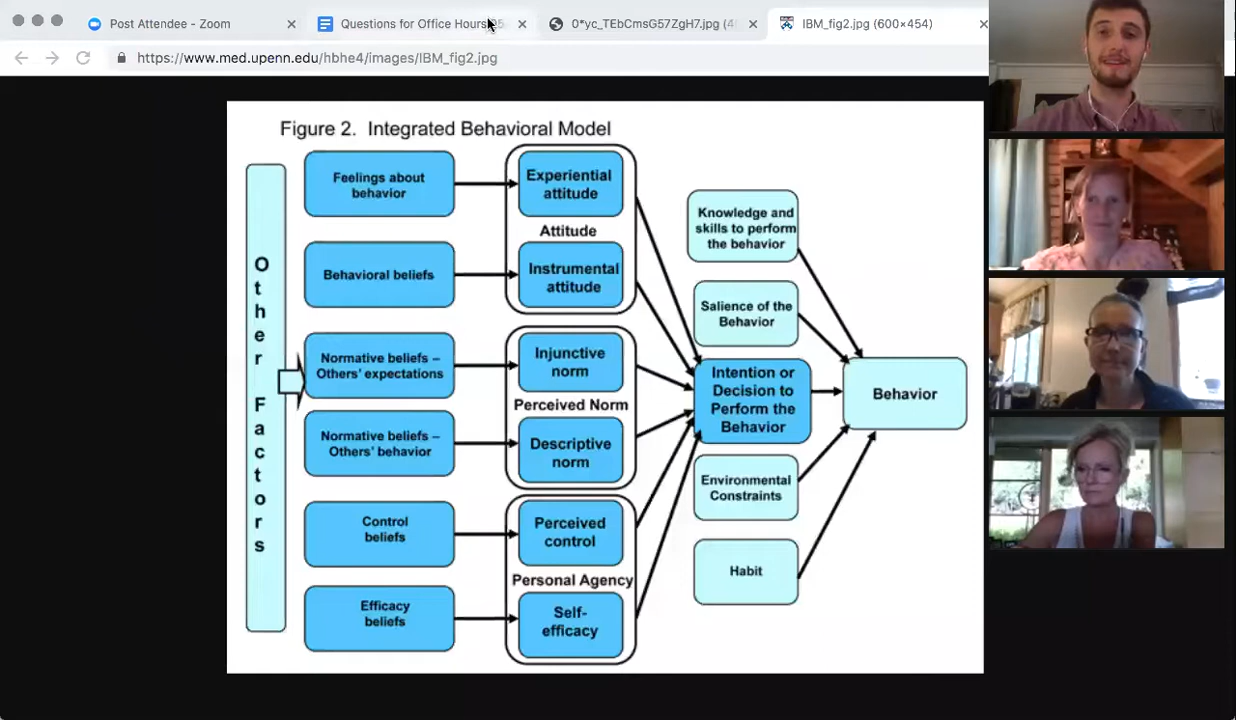 Post Attendee - Zoom
Questions for Office Hours
0*yc_TEbCmsG57ZgH7.jpg
IBM_fig2.jpg (600×454)
https://www.med.upenn.edu/hbhe4/images/IBM_fig2.jpg
Figure 2. Integrated Behavioral Model
Other Factors
Feelings about
behavior
Behavioral beliefs
Normative beliefs –
Others' expectations
Normative beliefs –
Others' behavior
Control
beliefs
Efficacy
beliefs
Experiential
attitude
Attitude
Instrumental
attitude
Injunctive
norm
Perceived Norm
Descriptive
norm
Perceived
control
Personal Agency
Self-
efficacy
Knowledge and
skills to perform
the behavior
Salience of the
Behavior
Intention or
Decision to
Perform the
Behavior
Environmental
Constraints
Habit
Behavior